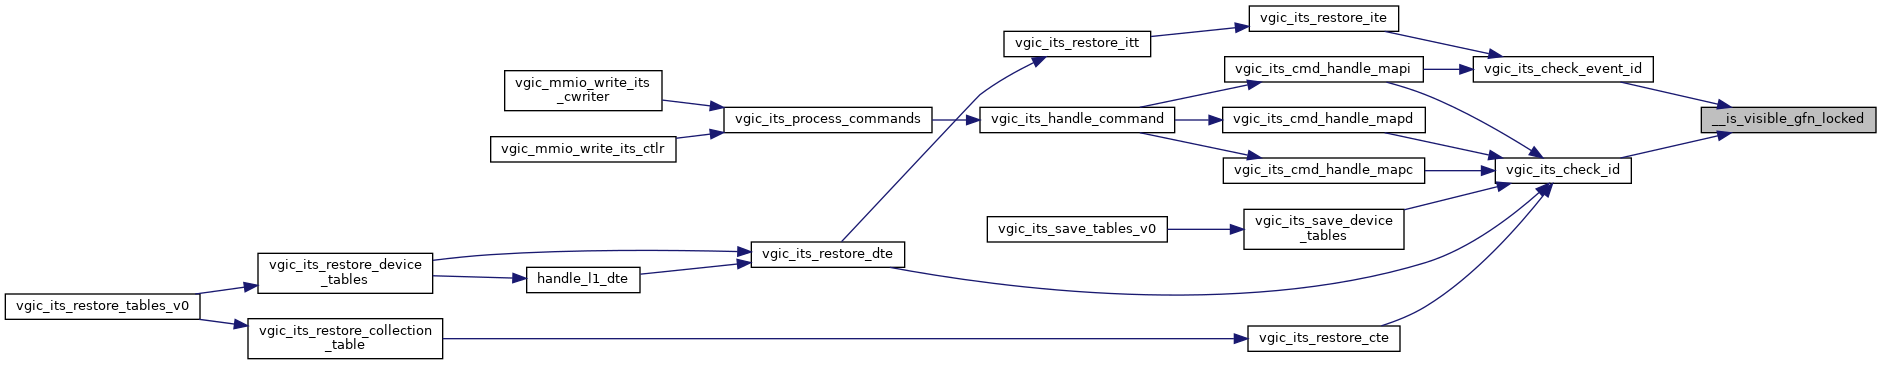 vgic_its_restore_ite
vgic_its_restore_itt
vgic_its_cmd_handle_mapi
vgic_its_check_event_id
vgic_mmio_write_its
_cwriter
vgic_its_process_commands
vgic_its_handle_command
vgic_its_cmd_handle_mapd
__is_visible_gfn_locked
vgic_mmio_write_its_ctlr
vgic_its_cmd_handle_mapc
vgic_its_check_id
vgic_its_save_tables_v0
vgic_its_save_device
_tables
vgic_its_restore_dte
vgic_its_restore_device
_tables
handle_l1_dte
vgic_its_restore_tables_v0
vgic_its_restore_collection
_table
vgic_its_restore_cte